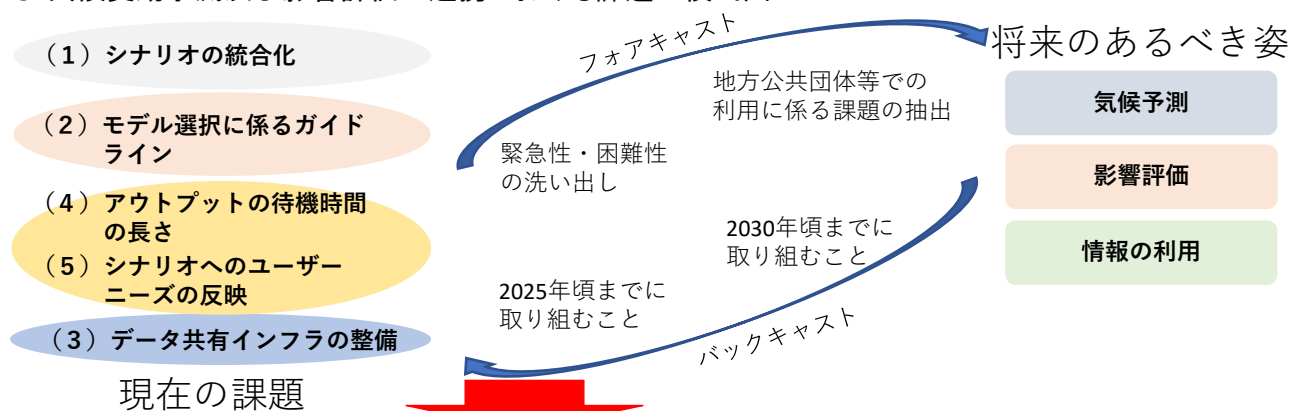 (1)シナリオの統合化
(2)モデル選択に係るガイド
ライン
(4)アウトプットの待機時間
の長さ
(5)シナリオへのユーザー
ニーズの反映
(3)データ共有インフラの整備
現在の課題
フォアキャスト
地方公共団体等での
利用に係る課題の抽出
緊急性・困難性
の洗い出し
2030年頃までに
取り組むこと
2025年頃までに
取り組むこと
バックキャスト
将来のあるべき姿
気候予測
影響評価
情報の利用